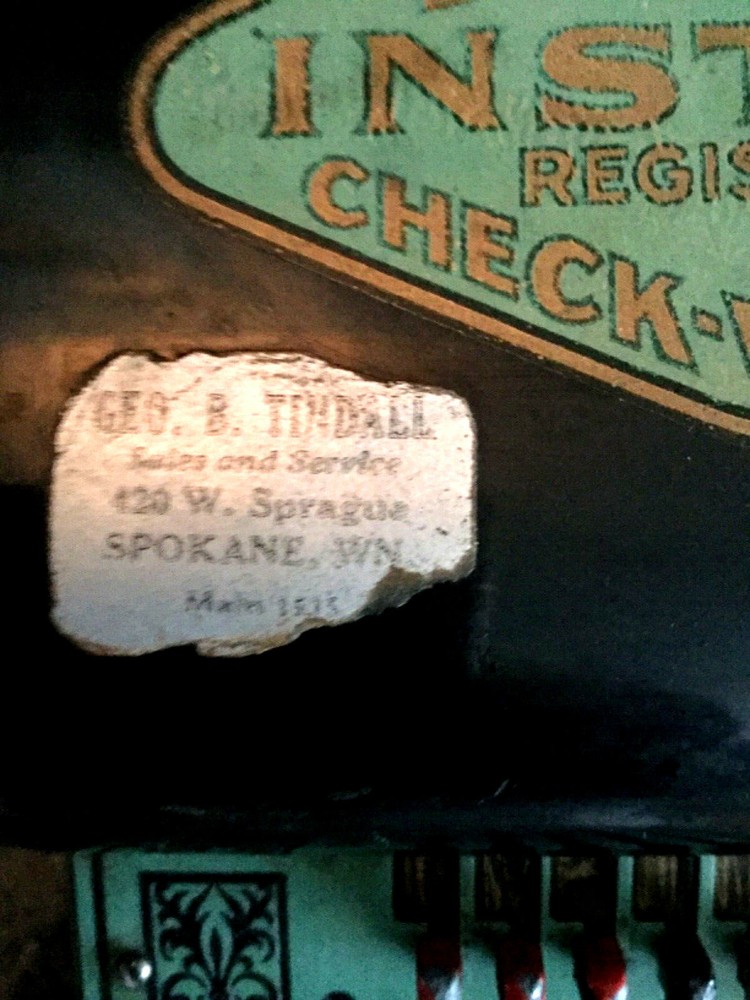 INST
REGIS
CHECK-
GEO. B. TINDALL
Sales and Service
420 W. Sprague
SPOKANE, WN
Main 1515